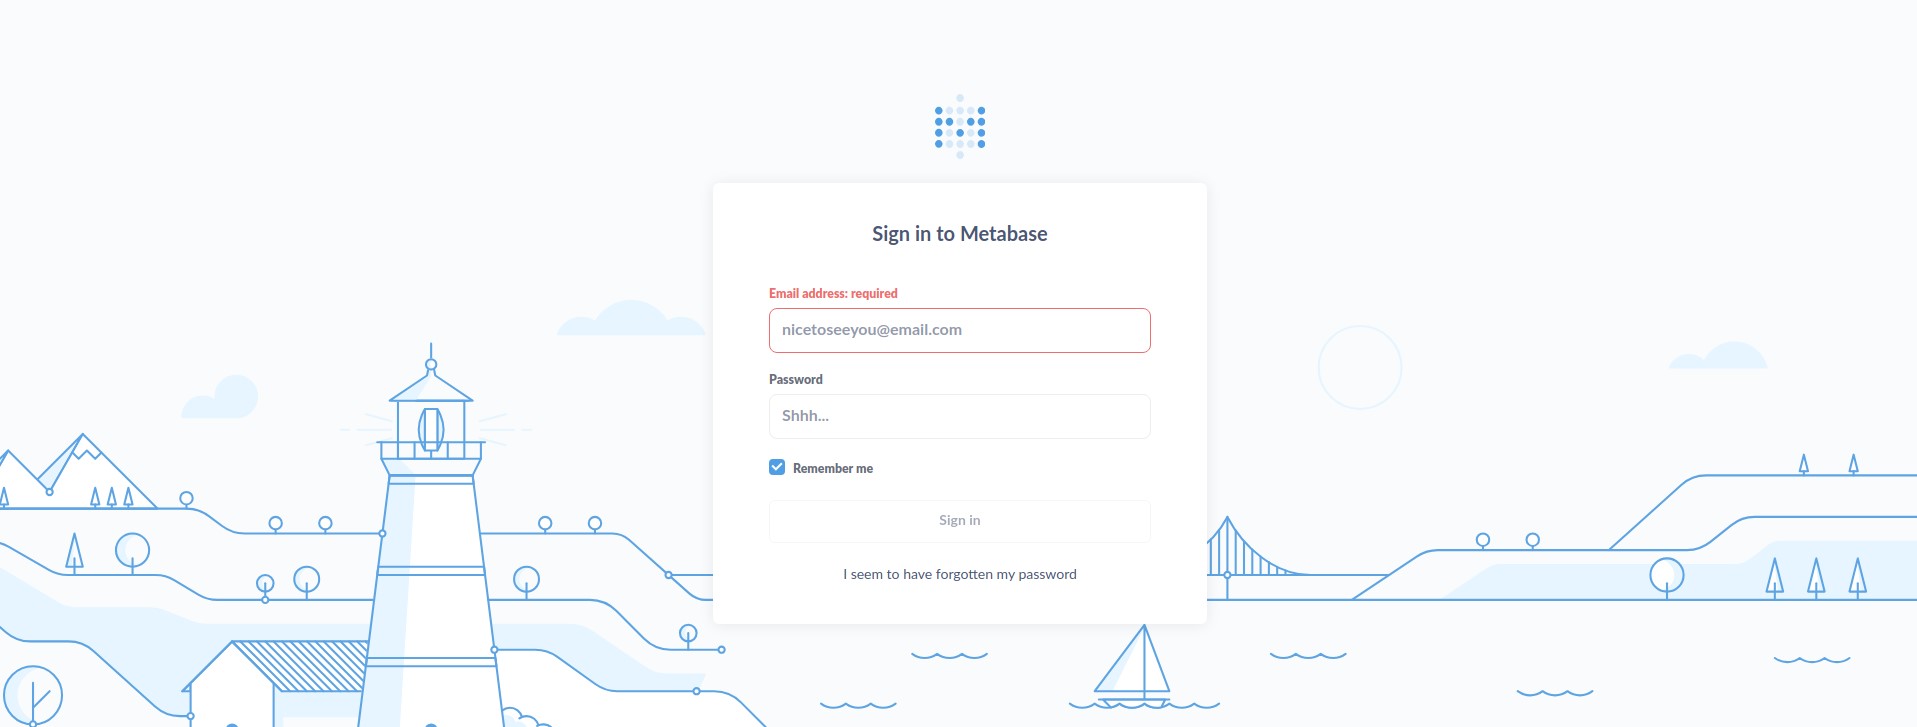 Sign in to Metabase
Email address: required
nicetoseeyou@email.com
Password
Shhh...
Remember me
Sign in
I seem to have forgotten my password